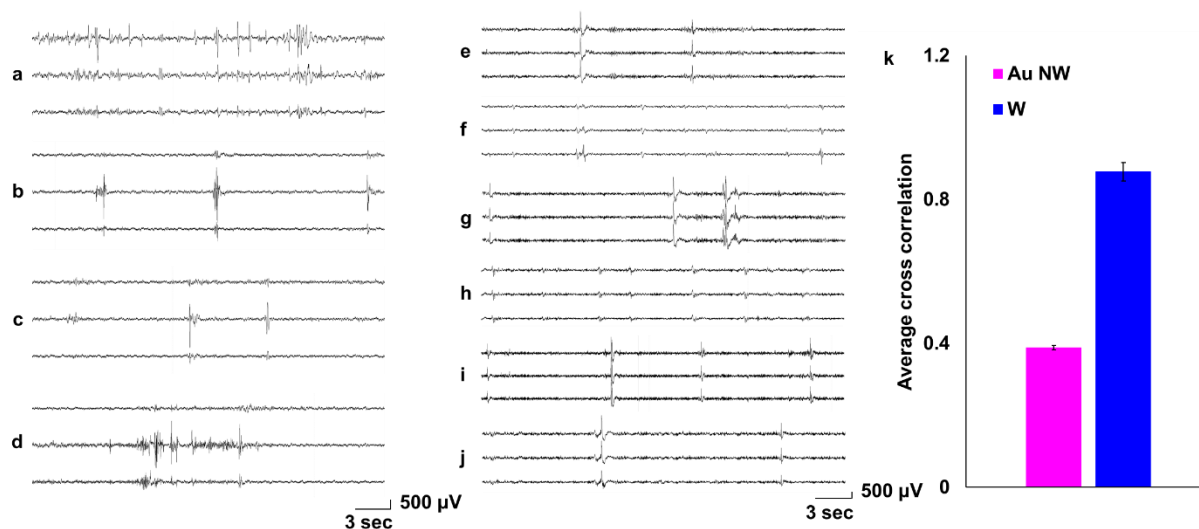 a
b
c
d
500 µV
3 sec
e
f
g
h
i
j
500 µV
3 sec
k
Au NW
W
Average cross correlation
1.2
0.8
0.4
0